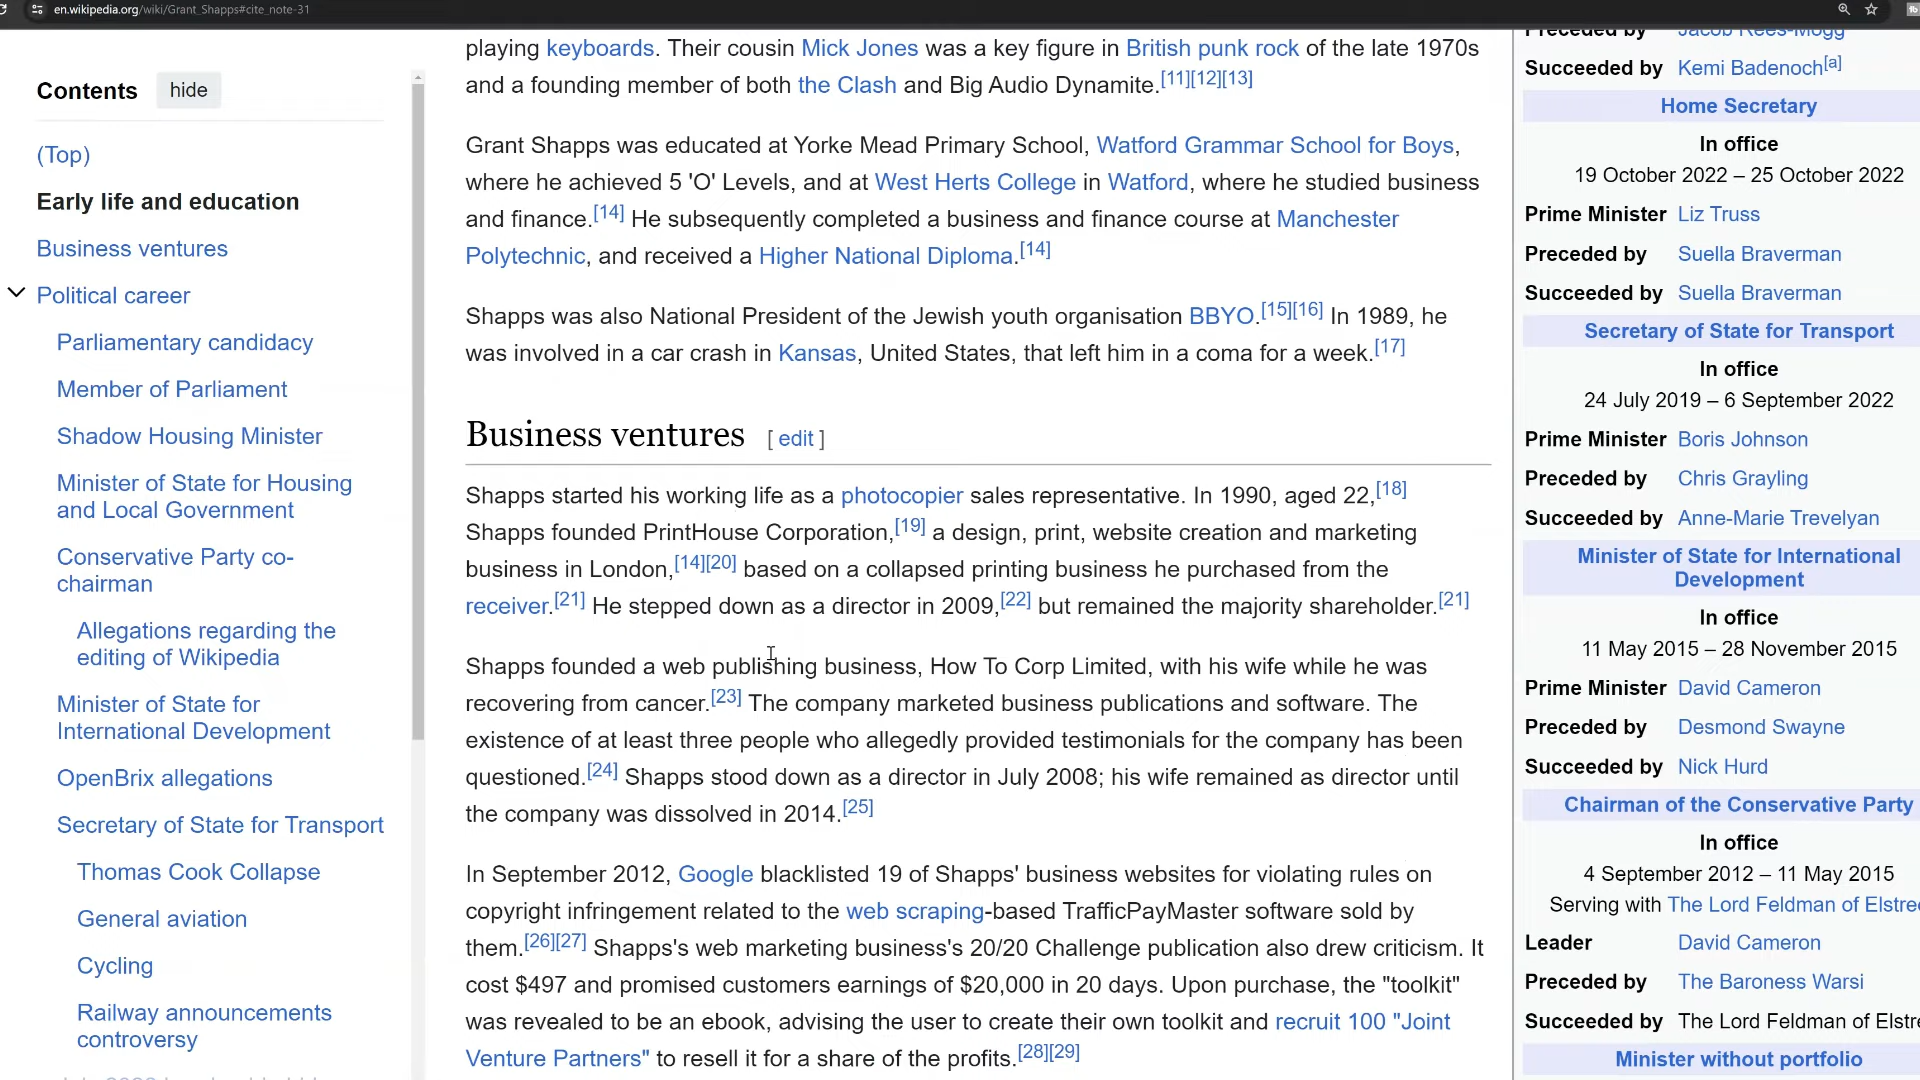 en.wikipedia.org/wiki/Grant_Shapps#cite_note-31
Contents hide
(Top)
Early life and education
Business ventures
Political career
Parliamentary candidacy
Member of Parliament
Shadow Housing Minister
Minister of State for Housing
and Local Government
Conservative Party co-
chairman
Allegations regarding the
editing of Wikipedia
Minister of State for
International Development
OpenBrix allegations
Secretary of State for Transport
Thomas Cook Collapse
General aviation
Cycling
Railway announcements
controversy
playing keyboards. Their cousin Mick Jones was a key figure in British punk rock of the late 1970s
and a founding member of both the Clash and Big Audio Dynamite.[11][12][13]
Grant Shapps was educated at Yorke Mead Primary School, Watford Grammar School for Boys,
where he achieved 5 'O' Levels, and at West Herts College in Watford, where he studied business
and finance.[14] He subsequently completed a business and finance course at Manchester
Polytechnic, and received a Higher National Diploma.[14]
Shapps was also National President of the Jewish youth organisation BBYO.[15][16] In 1989, he
was involved in a car crash in Kansas, United States, that left him in a coma for a week.[17]
Business ventures [ edit ]
Shapps started his working life as a photocopier sales representative. In 1990, aged 22,[18]
Shapps founded PrintHouse Corporation,[19] a design, print, website creation and marketing
business in London,[14][20] based on a collapsed printing business he purchased from the
receiver.[21] He stepped down as a director in 2009,[22] but remained the majority shareholder.[21]
Shapps founded a web publishing business, How To Corp Limited, with his wife while he was
recovering from cancer.[23] The company marketed business publications and software. The
existence of at least three people who allegedly provided testimonials for the company has been
questioned.[24] Shapps stood down as a director in July 2008; his wife remained as director until
the company was dissolved in 2014.[25]
In September 2012, Google blacklisted 19 of Shapps' business websites for violating rules on
copyright infringement related to the web scraping-based TrafficPayMaster software sold by
them.[26][27] Shapps's web marketing business's 20/20 Challenge publication also drew criticism. It
cost $497 and promised customers earnings of $20,000 in 20 days. Upon purchase, the "toolkit"
was revealed to be an ebook, advising the user to create their own toolkit and recruit 100 "Joint
Venture Partners" to resell it for a share of the profits.[28][29]
Preceded by Jacob Rees-Mogg
Succeeded by Kemi Badenoch[a]
Home Secretary
In office
19 October 2022 – 25 October 2022
Prime Minister Liz Truss
Preceded by Suella Braverman
Succeeded by Suella Braverman
Secretary of State for Transport
In office
24 July 2019 – 6 September 2022
Prime Minister Boris Johnson
Preceded by Chris Grayling
Succeeded by Anne-Marie Trevelyan
Minister of State for International
Development
In office
11 May 2015 – 28 November 2015
Prime Minister David Cameron
Preceded by Desmond Swayne
Succeeded by Nick Hurd
Chairman of the Conservative Party
In office
4 September 2012 – 11 May 2015
Serving with The Lord Feldman of Elstre
Leader David Cameron
Preceded by The Baroness Warsi
Succeeded by The Lord Feldman of Elstr
Minister without portfolio